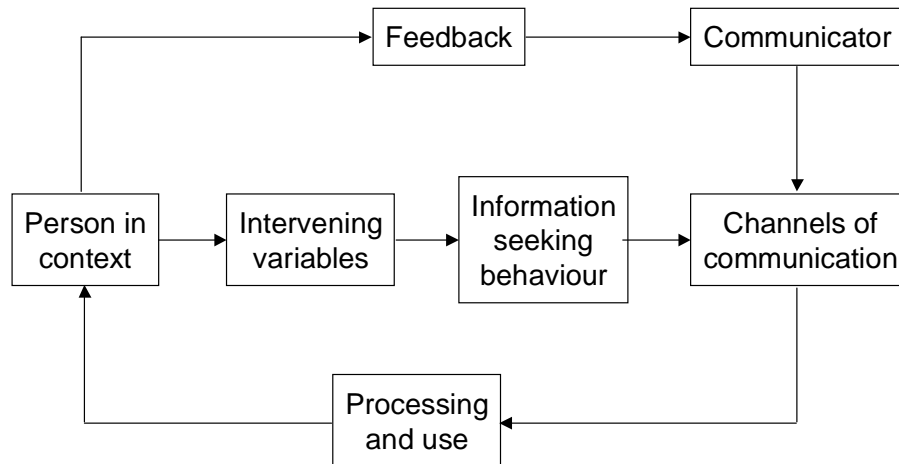 Feedback
Communicator
Person in
context
Intervening
variables
Information
seeking
behaviour
Channels of
communication
Processing
and use